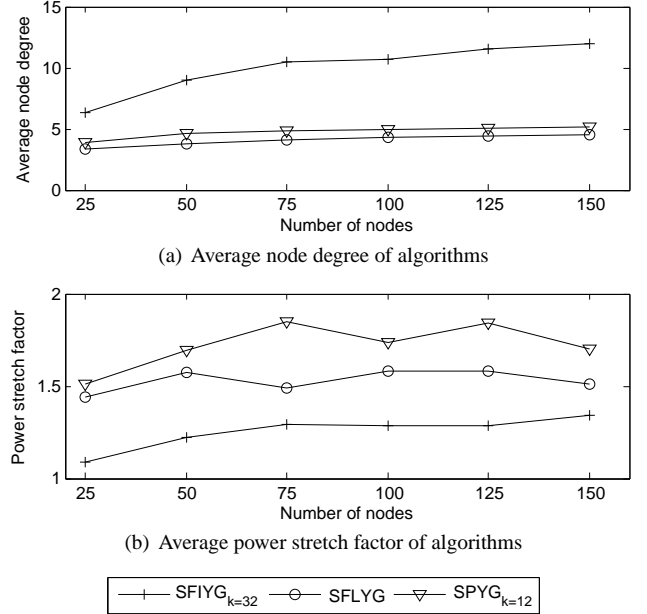 15
10
5
0
Average node degree
25 50 75 100 125 150
Number of nodes
(a) Average node degree of algorithms
2
1.5
1
Power stretch factor
25 50 75 100 125 150
Number of nodes
(b) Average power stretch factor of algorithms
SFIYG k=32 SFLYG SPYG k=12